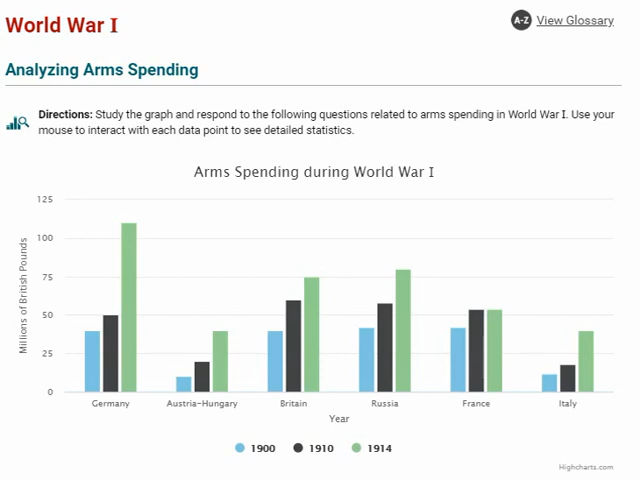 World War I
A-Z View Glossary
Analyzing Arms Spending
Directions: Study the graph and respond to the following questions related to arms spending in World War I. Use your
mouse to interact with each data point to see detailed statistics.
Arms Spending during World War I
Millions of British Pounds
125
100
75
50
25
0
Germany Austria-Hungary Britain Russia France Italy
Year
1900 1910 1914
Highcharts.com